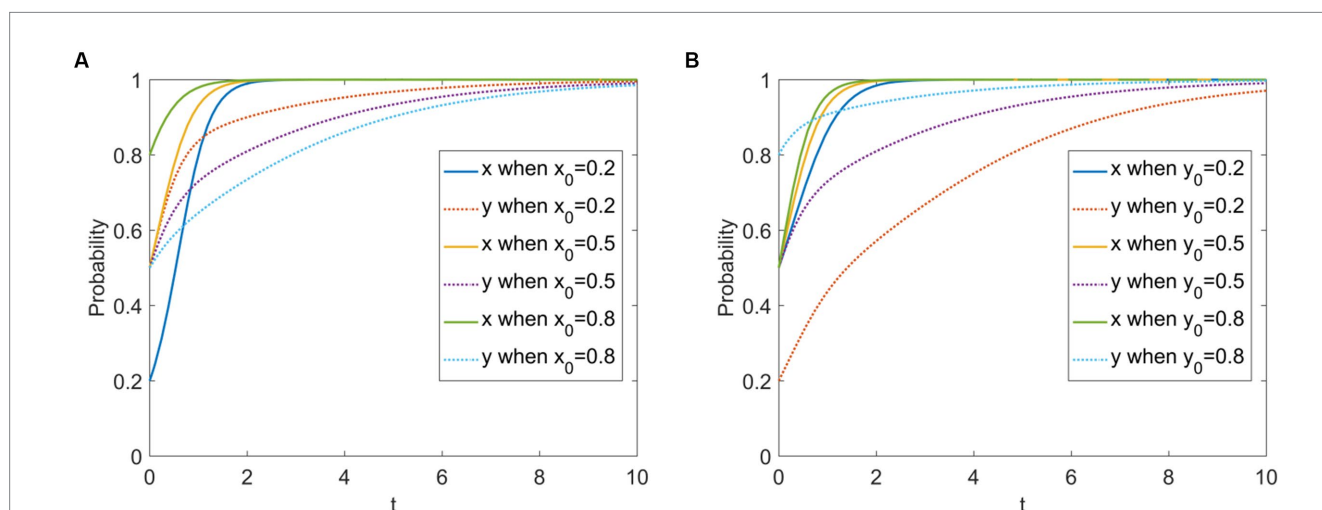 A
Probability
1
0.8
0.6
0.4
0.2
0
0 2 4 6 8 10
t
x when x0=0.2
y when x0=0.2
x when x0=0.5
y when x0=0.5
x when x0=0.8
y when x0=0.8
B
Probability
1
0.8
0.6
0.4
0.2
0
0 2 4 6 8 10
t
x when y0=0.2
y when y0=0.2
x when y0=0.5
y when y0=0.5
x when y0=0.8
y when y0=0.8